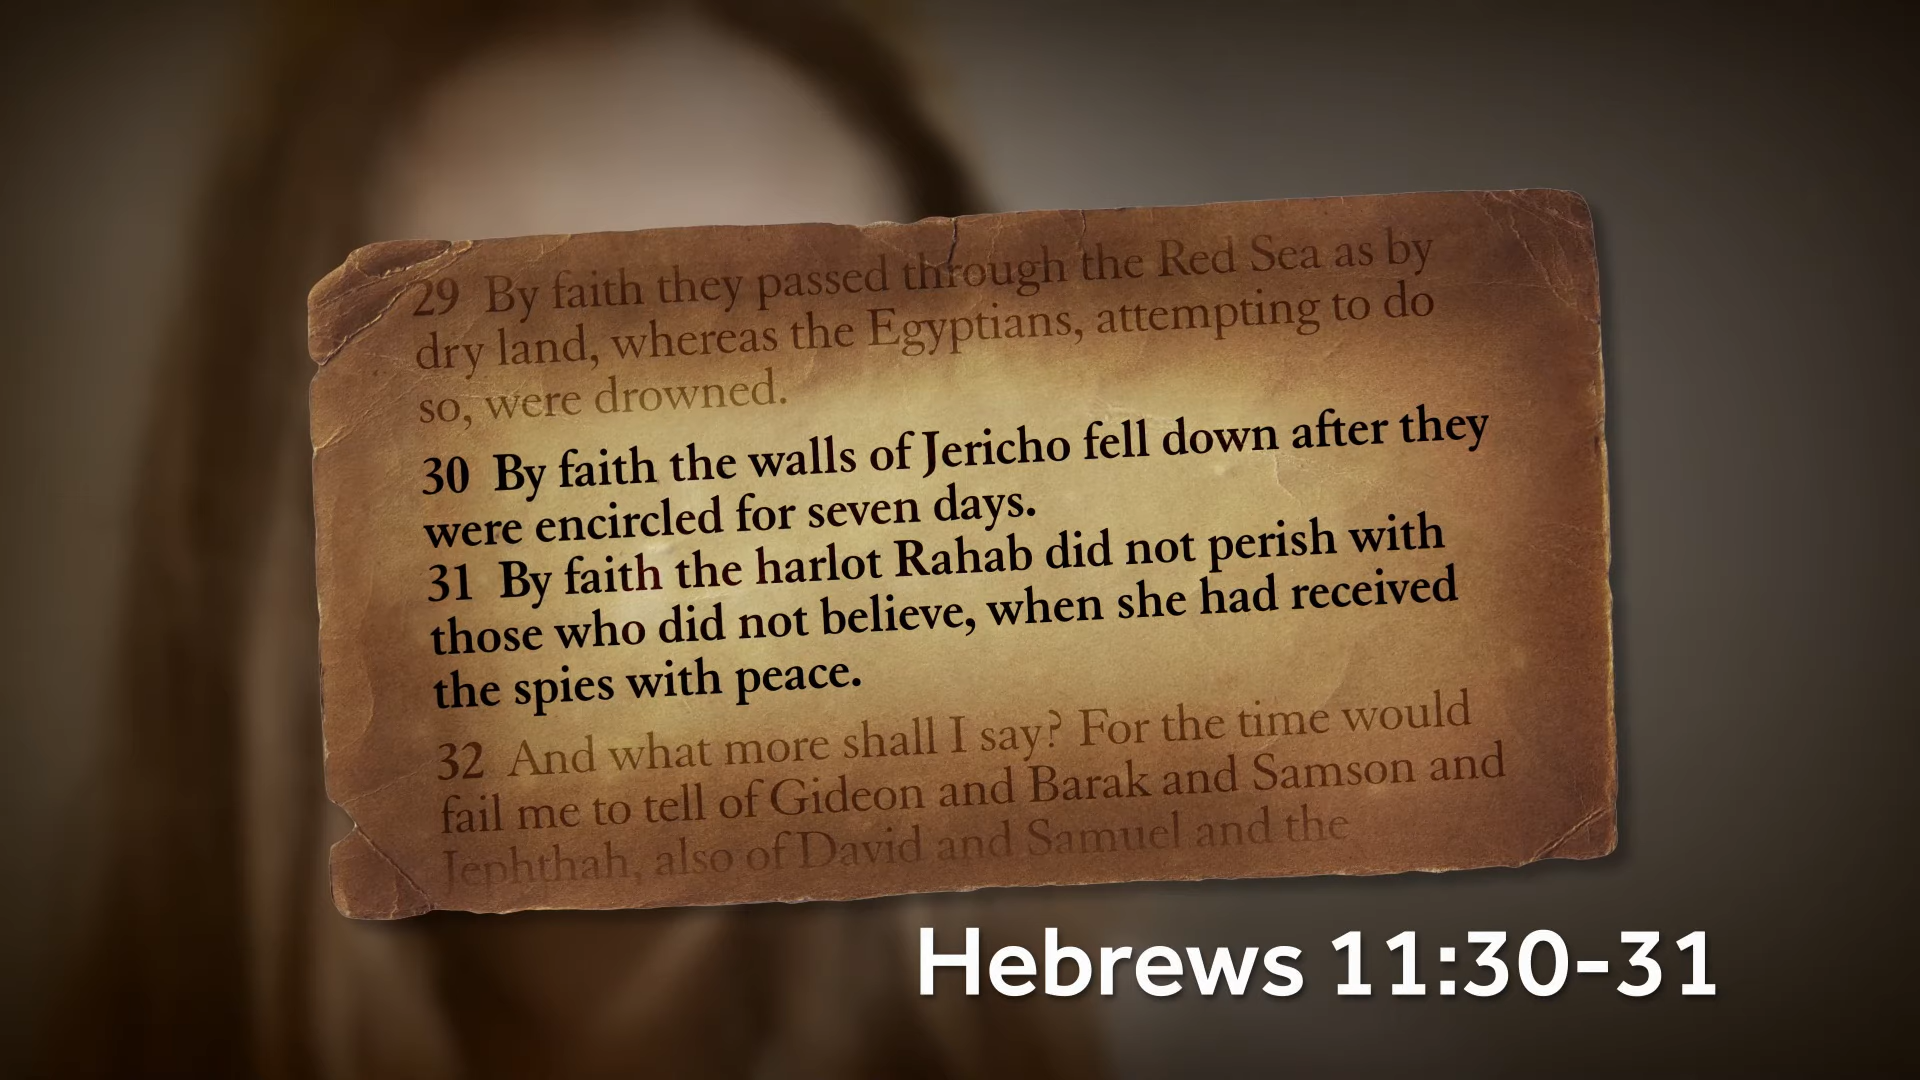 29 By faith they passed through the Red Sea as by
dry land, whereas the Egyptians, attempting to do
so, were drowned.
30 By faith the walls of Jericho fell down after they
were encircled for seven days.
31 By faith the harlot Rahab did not perish with
those who did not believe, when she had received
the spies with peace.
32 And what more shall I say? For the time would
fail me to tell of Gideon and Barak and Samson and
Jephthah, also of David and Samuel and the
Hebrews 11:30-31